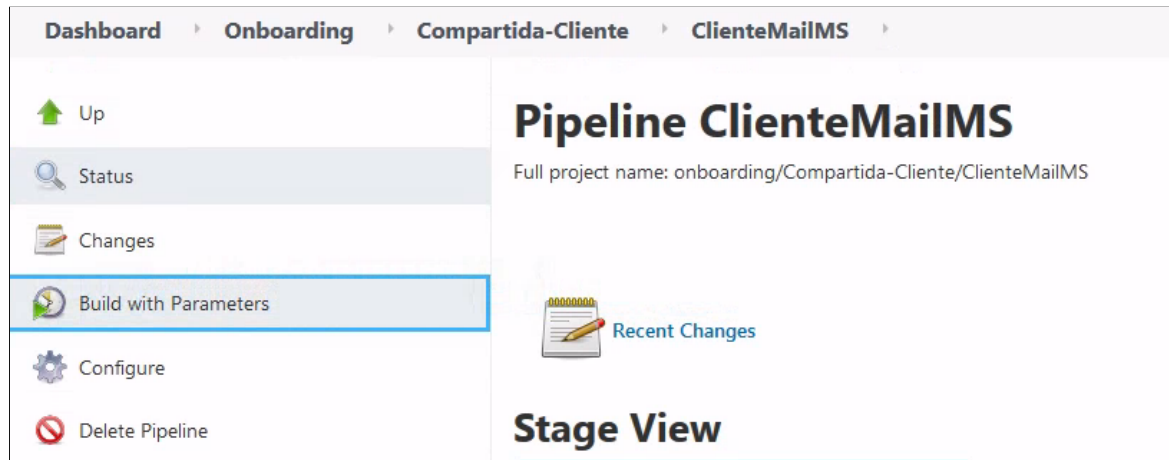 Dashboard Onboarding Compartida-Cliente ClienteMailMS
Up
Status
Changes
Build with Parameters
Configure
Delete Pipeline
Pipeline ClienteMailMS
Full project name: onboarding/Compartida-Cliente/ClienteMailMS
Recent Changes
Stage View